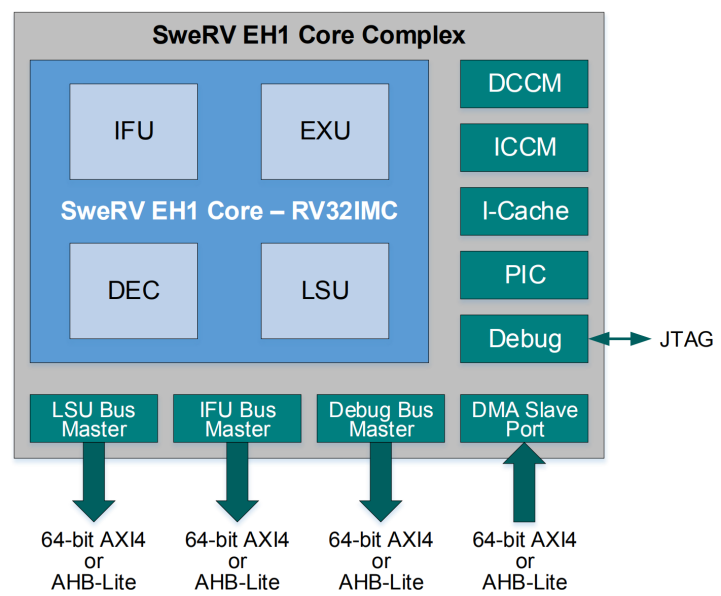 SweRV EH1 Core Complex
IFU
EXU
SweRV EH1 Core – RV32IMC
DEC
LSU
DCCM
ICCM
I-Cache
PIC
Debug
JTAG
LSU Bus
Master
IFU Bus
Master
Debug Bus
Master
DMA Slave
Port
64-bit AXI4
or
AHB-Lite
64-bit AXI4
or
AHB-Lite
64-bit AXI4
or
AHB-Lite
64-bit AXI4
or
AHB-Lite